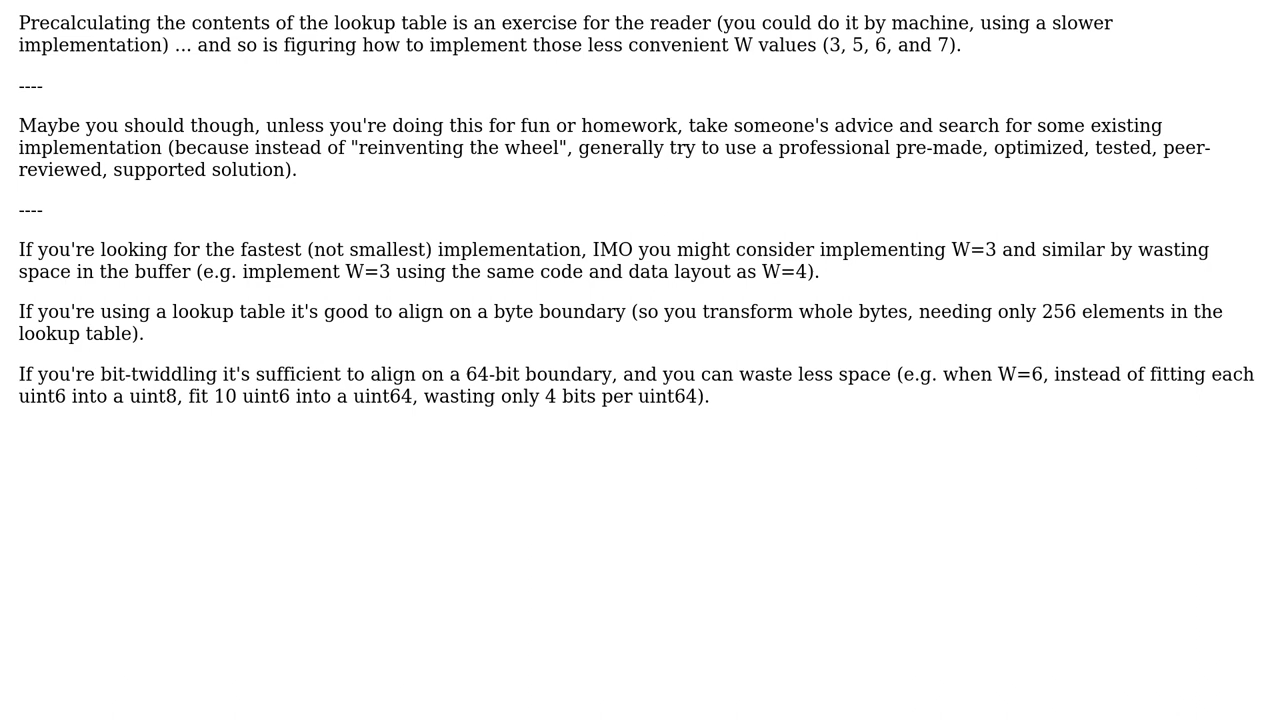 Precalculating the contents of the lookup table is an exercise for the reader (you could do it by machine, using a slower
implementation) ... and so is figuring how to implement those less convenient W values (3, 5, 6, and 7).
----
Maybe you should though, unless you're doing this for fun or homework, take someone's advice and search for some existing
implementation (because instead of "reinventing the wheel", generally try to use a professional pre-made, optimized, tested, peer-
reviewed, supported solution).
----
If you're looking for the fastest (not smallest) implementation, IMO you might consider implementing W=3 and similar by wasting
space in the buffer (e.g. implement W=3 using the same code and data layout as W=4).
If you're using a lookup table it's good to align on a byte boundary (so you transform whole bytes, needing only 256 elements in the
lookup table).
If you're bit-twiddling it's sufficient to align on a 64-bit boundary, and you can waste less space (e.g. when W=6, instead of fitting each
uint6 into a uint8, fit 10 uint6 into a uint64, wasting only 4 bits per uint64).